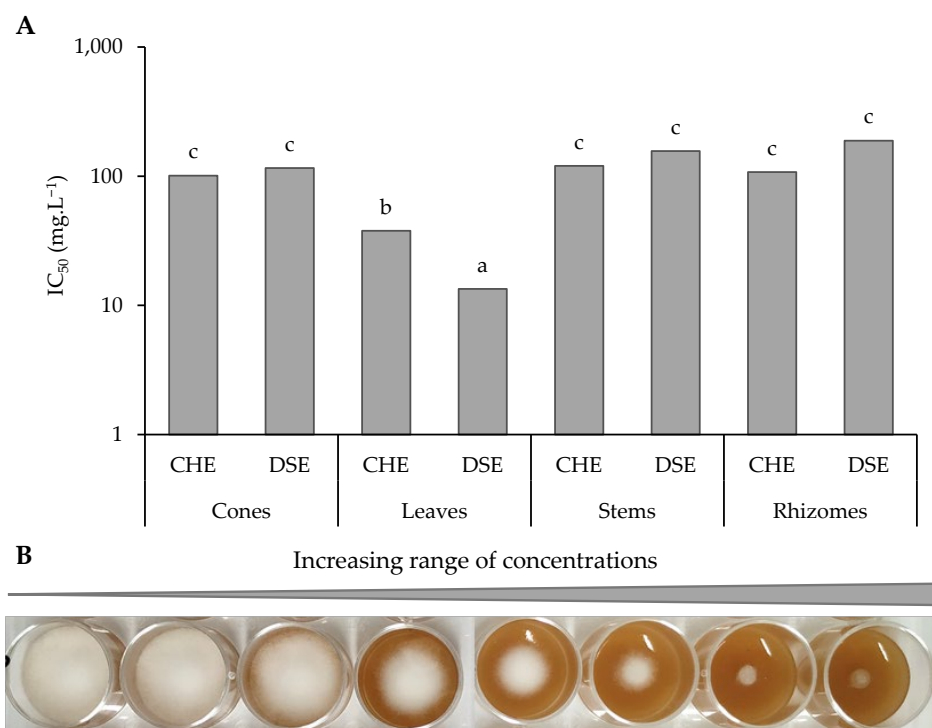 A
1,000
100
10
1
IC₅₀ (mg.L⁻¹)
c c b a c c c c
CHE DSE CHE DSE CHE DSE CHE DSE
Cones Leaves Stems Rhizomes
B
Increasing range of concentrations